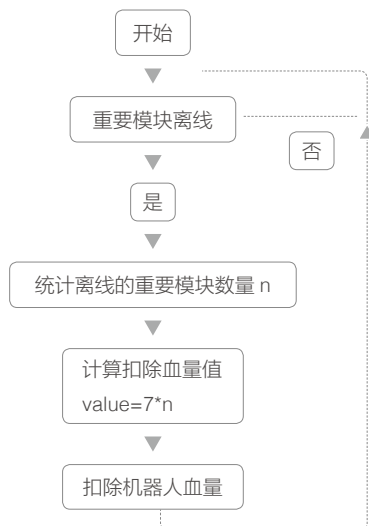 开始
重要模块离线
否
是
统计离线的重要模块数量 n
计算扣除血量值
value=7*n
扣除机器人血量